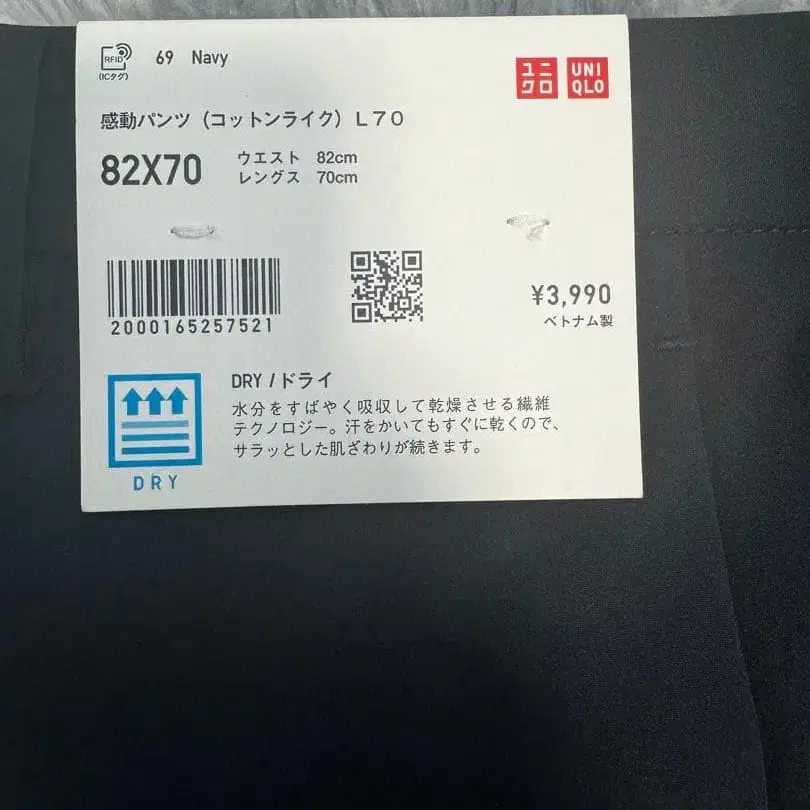 RFID
(ICタグ)
69 Navy
ユニ
クロ
UNI
QLO
感動パンツ（コットンライク）L70
82X70
ウエスト 82cm
レングス 70cm
2000165257521
¥3,990
ベトナム製
DRY / ドライ
水分をすばやく吸収して乾燥させる繊維
テクノロジー。汗をかいてもすぐに乾くので、
サラッとした肌ざわりが続きます。
DRY